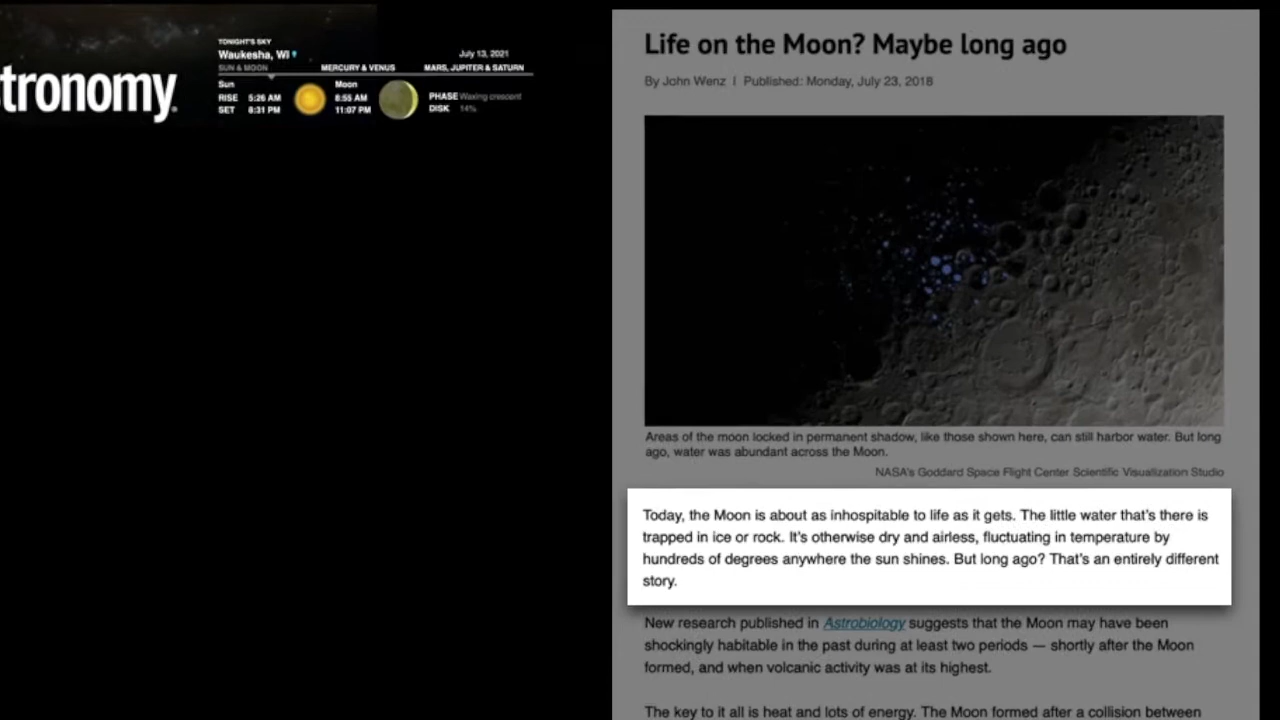 tronomy
TONIGHT'S SKY
Waukesha, WI
July 13, 2021
SUN & MOON MERCURY & VENUS MARS, JUPITER & SATURN
Sun Moon
RISE 5:26 AM 8:55 AM PHASE Waxing crescent
SET 8:31 PM 11:07 PM DISK 14%
Life on the Moon? Maybe long ago
By John Wenz | Published: Monday, July 23, 2018
Areas of the moon locked in permanent shadow, like those shown here, can still harbor water. But long
ago, water was abundant across the Moon.
NASA's Goddard Space Flight Center Scientific Visualization Studio
Today, the Moon is about as inhospitable to life as it gets. The little water that's there is
trapped in ice or rock. It's otherwise dry and airless, fluctuating in temperature by
hundreds of degrees anywhere the sun shines. But long ago? That's an entirely different
story.
New research published in Astrobiology suggests that the Moon may have been
shockingly habitable in the past during at least two periods — shortly after the Moon
formed, and when volcanic activity was at its highest.
The key to it all is heat and lots of energy. The Moon formed after a collision between